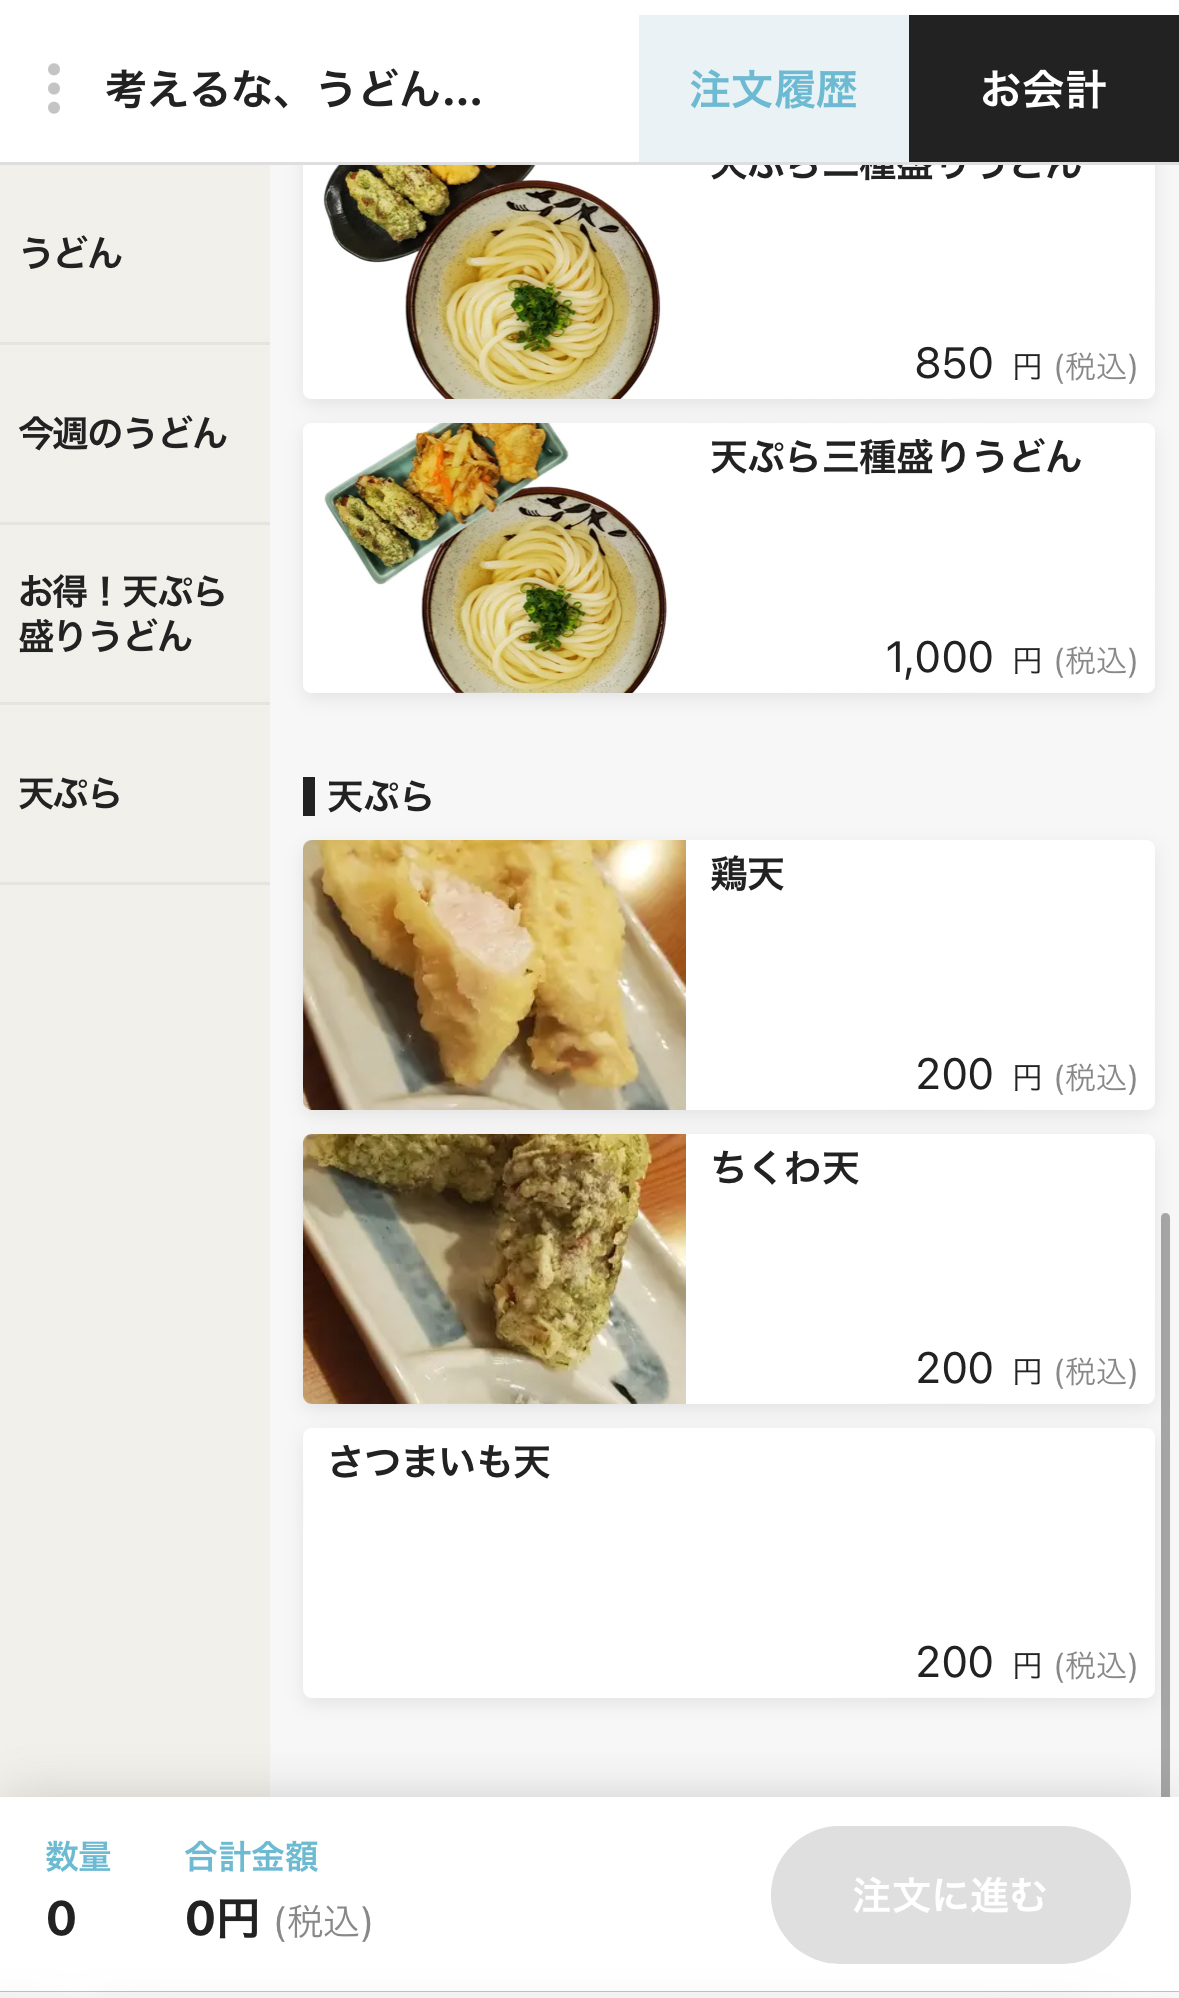 考えるな、うどん...
注文履歴
お会計
うどん
今週のうどん
お得！天ぷら
盛りうどん
天ぷら
850 円 (税込)
天ぷら三種盛りうどん
1,000 円 (税込)
天ぷら
鶏天
200 円 (税込)
ちくわ天
200 円 (税込)
さつまいも天
200 円 (税込)
数量
0
合計金額
0円 (税込)
注文に進む